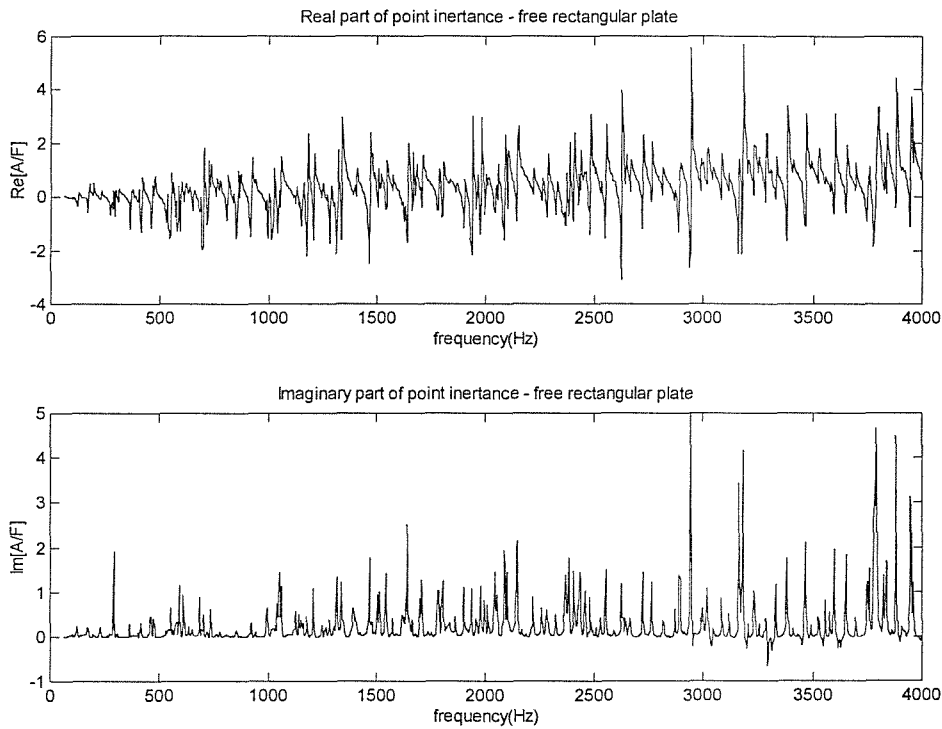 Real part of point inertance - free rectangular plate
6
4
2
0
-2
-4
Re[A/F]
0 500 1000 1500 2000 2500 3000 3500 4000
frequency(Hz)
Imaginary part of point inertance - free rectangular plate
5
4
3
2
1
0
-1
Im[A/F]
0 500 1000 1500 2000 2500 3000 3500 4000
frequency(Hz)